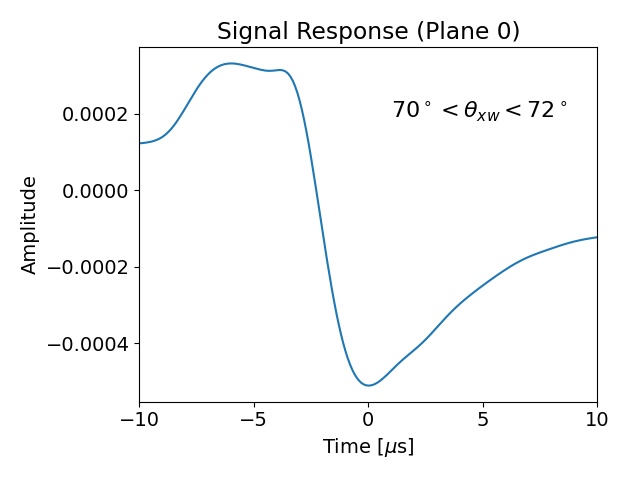 Signal Response (Plane 0)
70° < θxw < 72°
Amplitude
0.0002
0.0000
−0.0002
−0.0004
−10
−5
0
5
10
Time [μs]